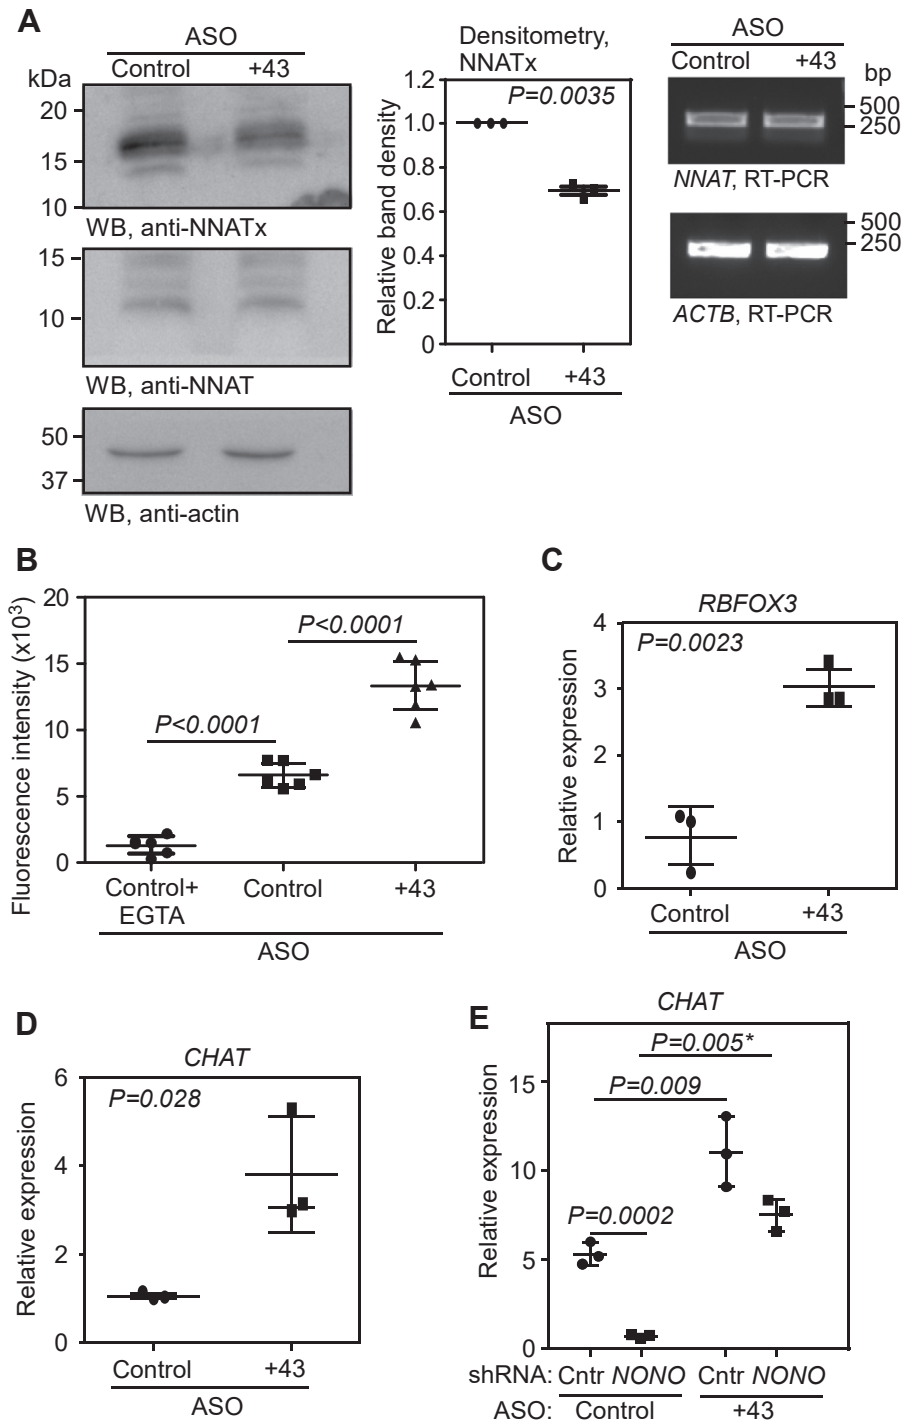 A
ASO
Control +43
kDa
20
15
10
WB, anti-NNATx
15
10
WB, anti-NNAT
50
37
WB, anti-actin
Densitometry,
NNATx
P=0.0035
Relative band density
1.2
1.0
0.8
0.6
0.4
0.2
0
Control +43
ASO
ASO
Control +43
bp
500
250
NNAT, RT-PCR
500
250
ACTB, RT-PCR
B
Fluorescence intensity (x10³)
20
15
10
5
0
P<0.0001
P<0.0001
Control+
EGTA
Control
+43
ASO
C
RBFOX3
P=0.0023
Relative expression
4
3
2
1
0
Control +43
ASO
D
CHAT
P=0.028
Relative expression
6
4
2
0
Control +43
ASO
E
CHAT
P=0.005*
P=0.009
P=0.0002
Relative expression
15
10
5
0
shRNA: Cntr NONO Cntr NONO
ASO: Control +43